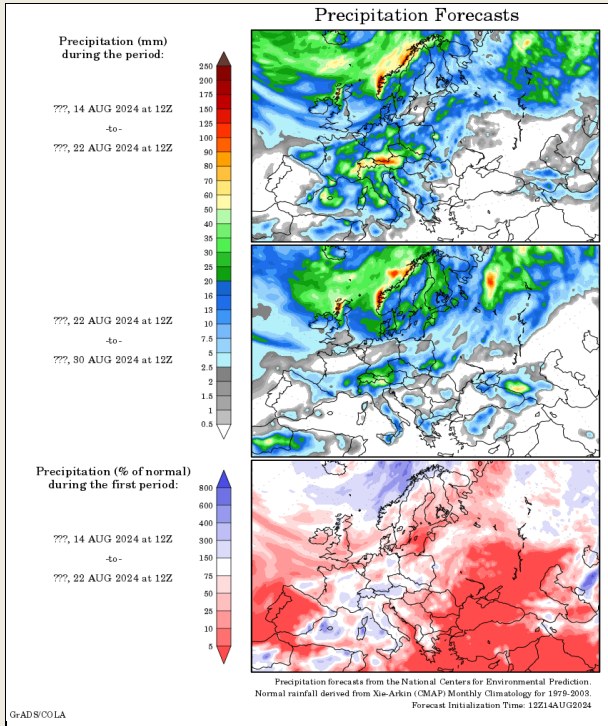 Precipitation Forecasts
Precipitation (mm)
during the period:
???, 14 AUG 2024 at 12Z
-to-
???, 22 AUG 2024 at 12Z
250
200
175
150
125
100
90
80
70
60
50
45
40
35
30
25
20
16
13
10
7.5
5
2.5
2
1.5
1
0.5
???, 22 AUG 2024 at 12Z
-to-
???, 30 AUG 2024 at 12Z
Precipitation (% of normal)
during the first period:
???, 14 AUG 2024 at 12Z
-to-
???, 22 AUG 2024 at 12Z
800
600
400
300
150
75
50
25
10
5
Precipitation forecasts from the National Centers for Environmental Prediction.
Normal rainfall derived from Xie-Arkin (CMAP) Monthly Climatology for 1979-2003.
Forecast Initialization Time: 12Z14AUG2024
GrADS/COLA